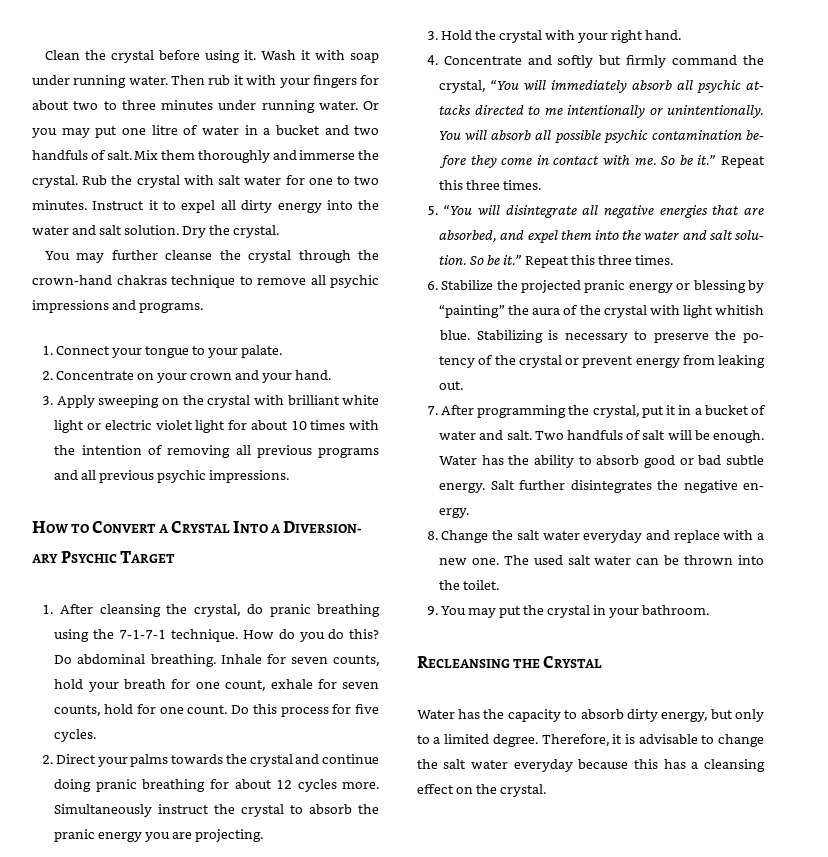 Clean the crystal before using it. Wash it with soap
under running water. Then rub it with your fingers for
about two to three minutes under running water. Or
you may put one litre of water in a bucket and two
handfuls of salt. Mix them thoroughly and immerse the
crystal. Rub the crystal with salt water for one to two
minutes. Instruct it to expel all dirty energy into the
water and salt solution. Dry the crystal.
You may further cleanse the crystal through the
crown-hand chakras technique to remove all psychic
impressions and programs.
1. Connect your tongue to your palate.
2. Concentrate on your crown and your hand.
3. Apply sweeping on the crystal with brilliant white
light or electric violet light for about 10 times with
the intention of removing all previous programs
and all previous psychic impressions.
How to Convert a Crystal Into a Diversion-
ary Psychic Target
1. After cleansing the crystal, do pranic breathing
using the 7-1-7-1 technique. How do you do this?
Do abdominal breathing. Inhale for seven counts,
hold your breath for one count, exhale for seven
counts, hold for one count. Do this process for five
cycles.
2. Direct your palms towards the crystal and continue
doing pranic breathing for about 12 cycles more.
Simultaneously instruct the crystal to absorb the
pranic energy you are projecting.
3. Hold the crystal with your right hand.
4. Concentrate and softly but firmly command the
crystal, “You will immediately absorb all psychic at-
tacks directed to me intentionally or unintentionally.
You will absorb all possible psychic contamination be-
fore they come in contact with me. So be it.” Repeat
this three times.
5. “You will disintegrate all negative energies that are
absorbed, and expel them into the water and salt solu-
tion. So be it.” Repeat this three times.
6. Stabilize the projected pranic energy or blessing by
“painting” the aura of the crystal with light whitish
blue. Stabilizing is necessary to preserve the po-
tency of the crystal or prevent energy from leaking
out.
7. After programming the crystal, put it in a bucket of
water and salt. Two handfuls of salt will be enough.
Water has the ability to absorb good or bad subtle
energy. Salt further disintegrates the negative en-
ergy.
8. Change the salt water everyday and replace with a
new one. The used salt water can be thrown into
the toilet.
9. You may put the crystal in your bathroom.
Recleansing the Crystal
Water has the capacity to absorb dirty energy, but only
to a limited degree. Therefore, it is advisable to change
the salt water everyday because this has a cleansing
effect on the crystal.